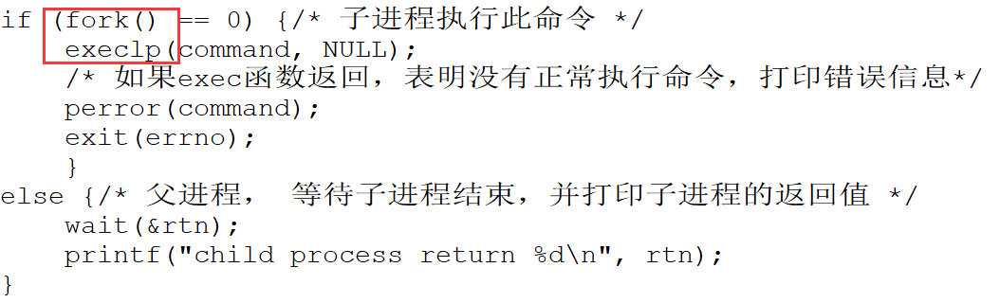 if (fork() == 0) {/* 子进程执行此命令 */
    execlp(command, NULL);
    /* 如果exec函数返回，表明没有正常执行命令，打印错误信息*/
    perror(command);
    exit(errno);
    }
else {/* 父进程， 等待子进程结束，并打印子进程的返回值 */
    wait(&rtn);
    printf("child process return %d\n", rtn);
}